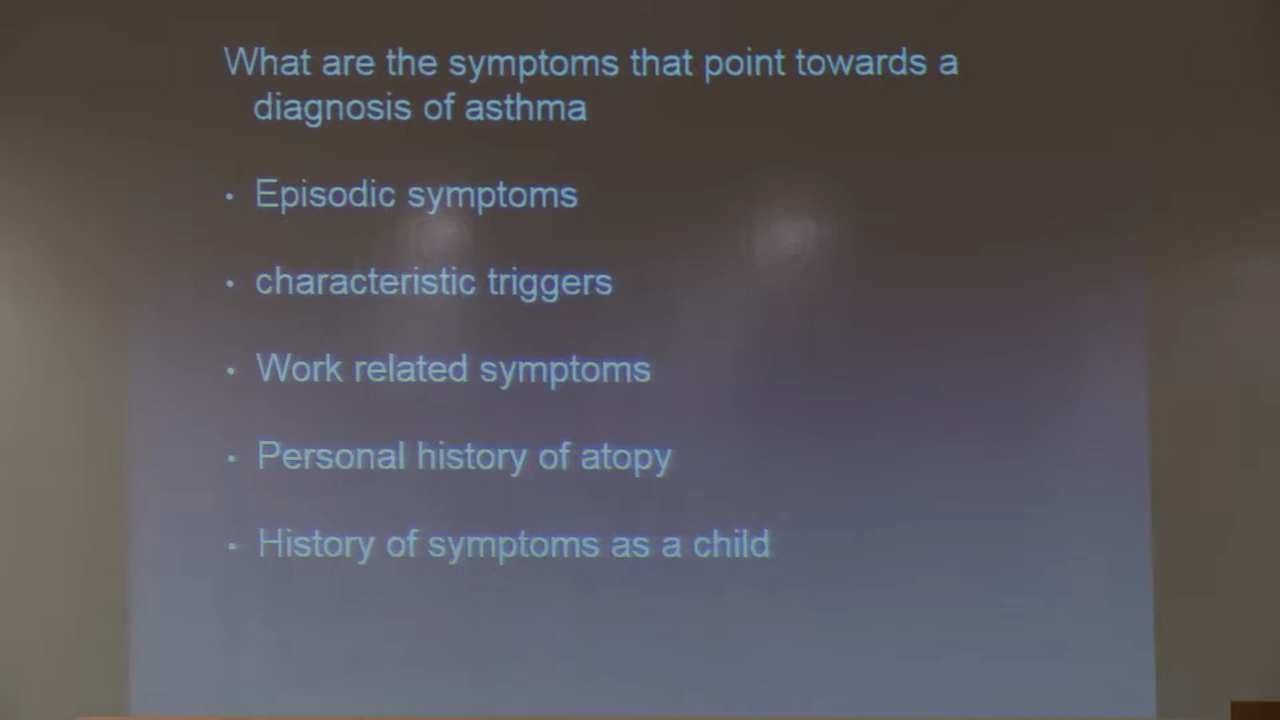 What are the symptoms that point towards a
diagnosis of asthma
• Episodic symptoms
• characteristic triggers
• Work related symptoms
• Personal history of atopy
• History of symptoms as a child